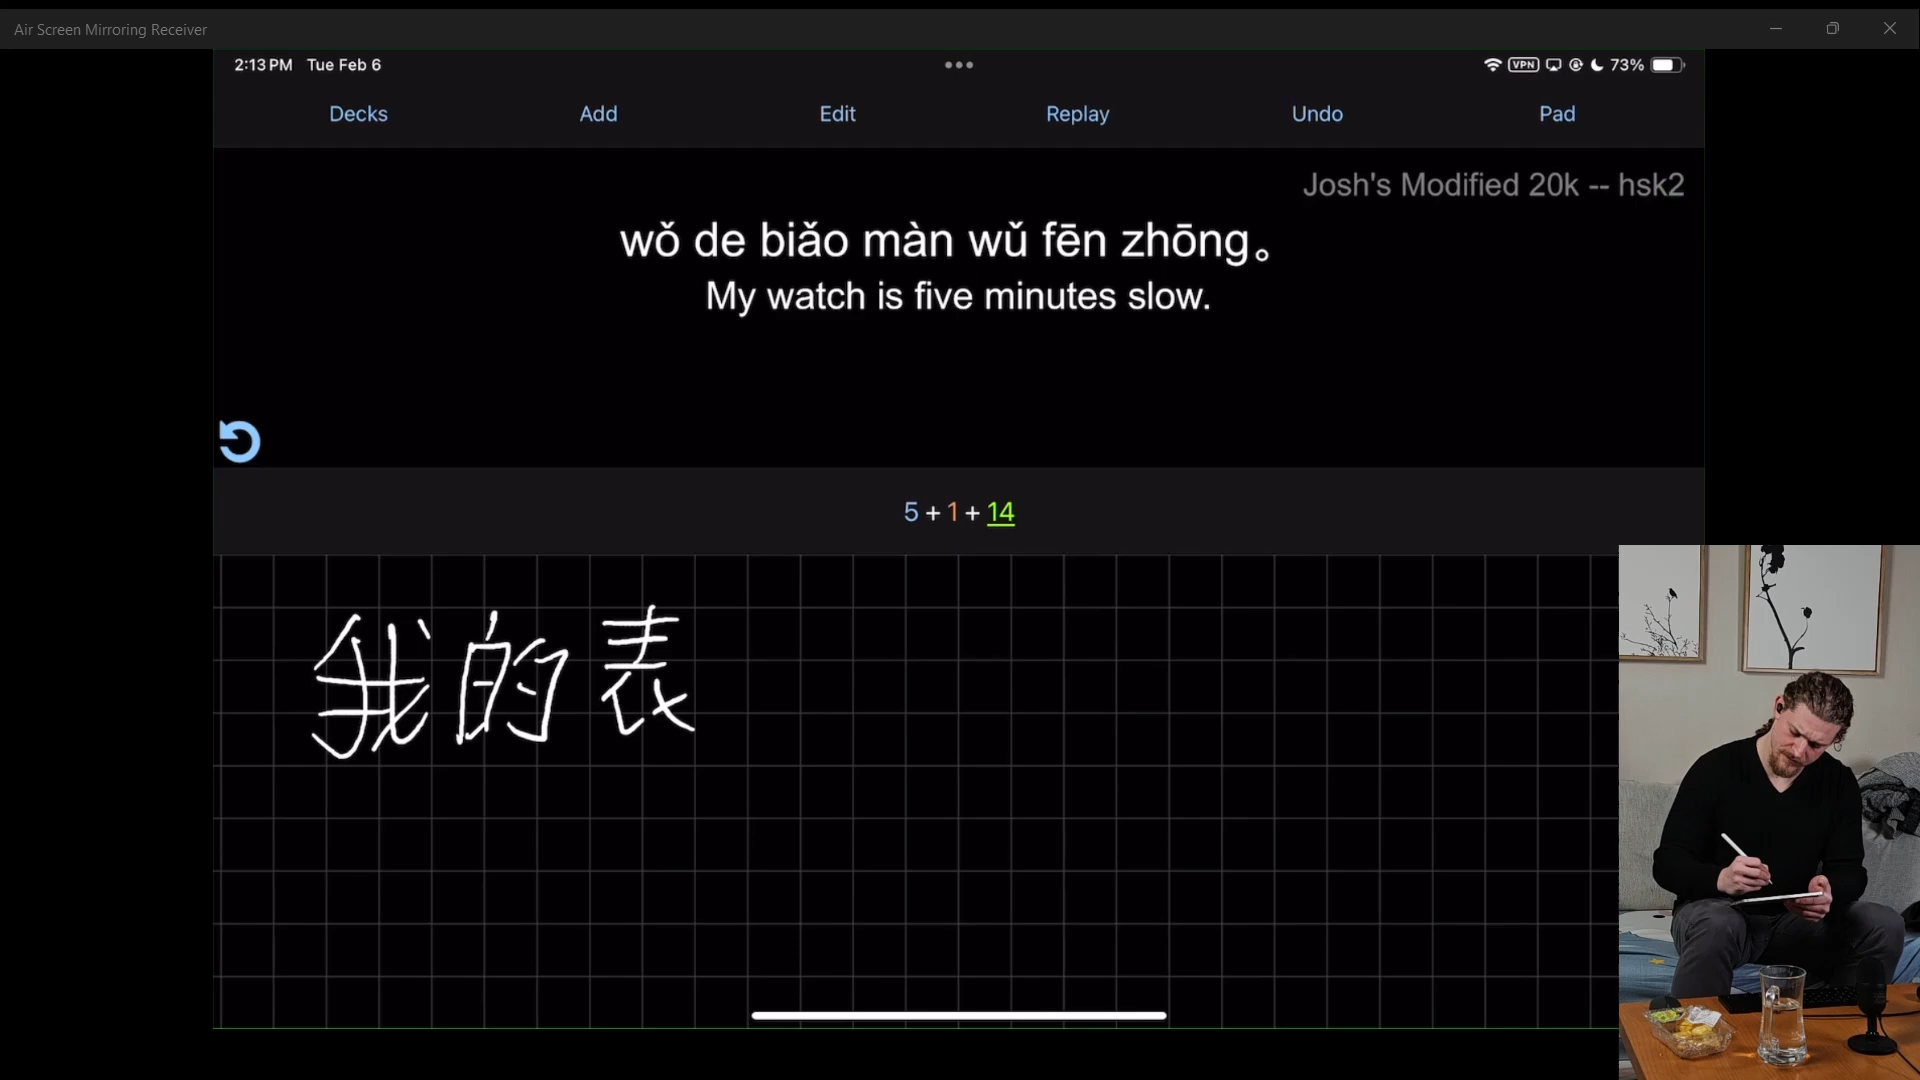 Air Screen Mirroring Receiver
2:13 PM Tue Feb 6
VPN 73%
Decks Add Edit Replay Undo Pad
Josh's Modified 20k -- hsk2
wǒ de biǎo màn wǔ fēn zhōng。
My watch is five minutes slow.
5 + 1 + 14
我的表